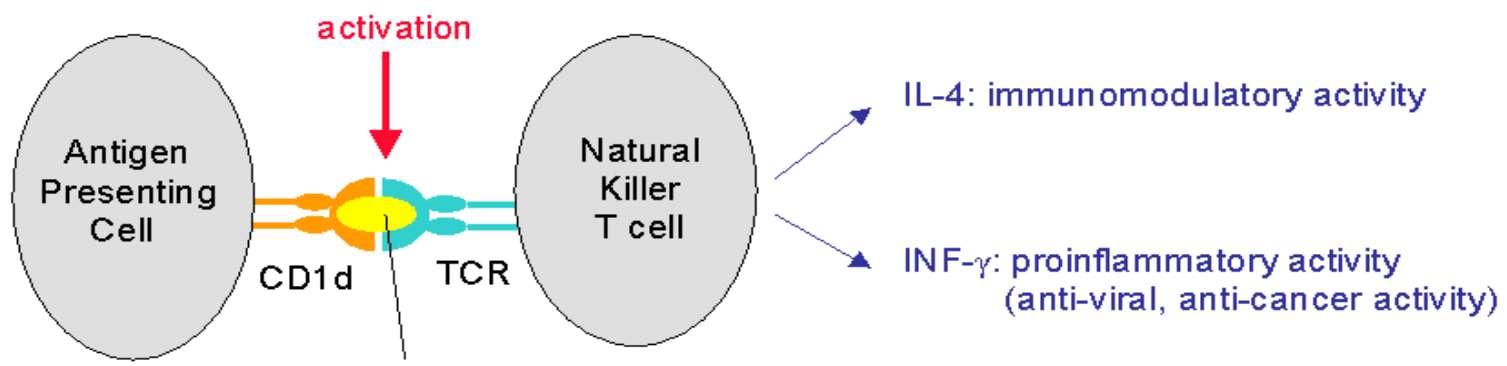 activation
Antigen
Presenting
Cell
CD1d
TCR
Natural
Killer
T cell
IL-4: immunomodulatory activity
INF-γ: proinflammatory activity
(anti-viral, anti-cancer activity)